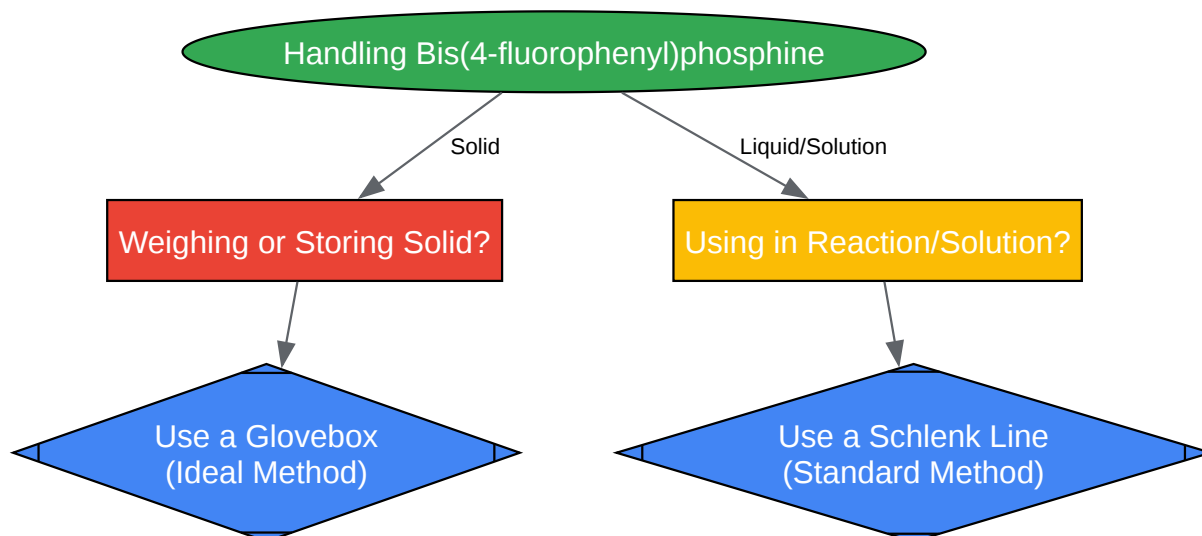 Handling Bis(4-fluorophenyl)phosphine
Solid
Liquid/Solution
Weighing or Storing Solid?
Using in Reaction/Solution?
Use a Glovebox
(Ideal Method)
Use a Schlenk Line
(Standard Method)